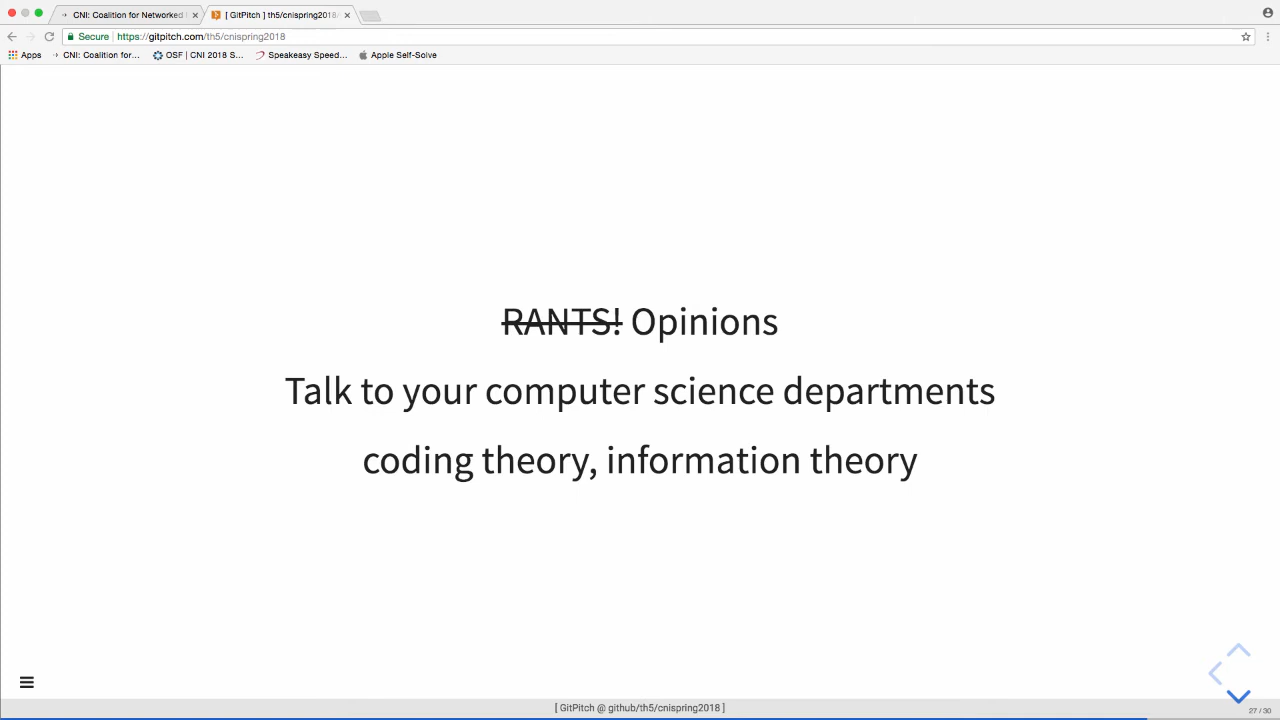 CNI: Coalition for Networked I
[ GitPitch ] th5/cnispring2018/
Secure https://gitpitch.com/th5/cnispring2018
Apps CNI: Coalition for... OSF | CNI 2018 S... Speakeasy Speed... Apple Self-Solve
RANTS! Opinions
Talk to your computer science departments
coding theory, information theory
[ GitPitch @ github/th5/cnispring2018 ]
27 / 30